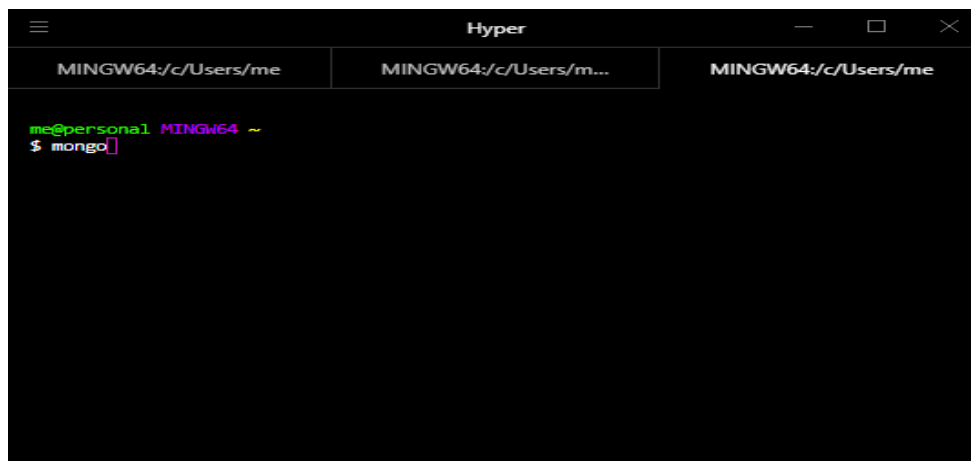 Hyper
MINGW64:/c/Users/me MINGW64:/c/Users/m... MINGW64:/c/Users/me
me@personal MINGW64 ~
$ mongo